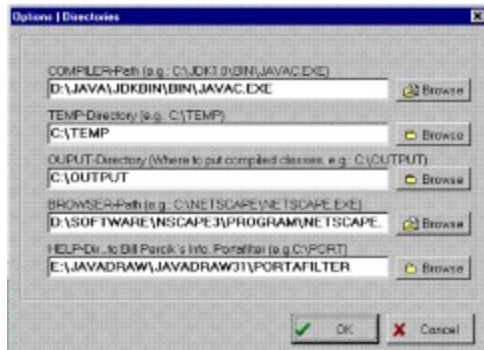 Options | Directories
COMPILER-Path (e.g.: C:\JDK1.0\BIN\JAVAC.EXE)
D:\JAVA\JDKBIN\BIN\JAVAC.EXE
Browse
TEMP-Directory (e.g. C:\TEMP)
C:\TEMP
Browse
OUPUT-Directory (Where to put compiled classes. e.g.: C:\OUTPUT)
C:\OUTPUT
Browse
BROWSER-Path (e.g.: C:\NETSCAPE\NETSCAPE.EXE)
D:\SOFTWARE\NSCAPE3\PROGRAM\NETSCAPE.
Browse
HELP-Dir...to Bill Info. Portafilter (e.g.C:\PORT)
E:\JAVADRAW\JAVADRAW31\PORTAFILTER
Browse
OK
Cancel